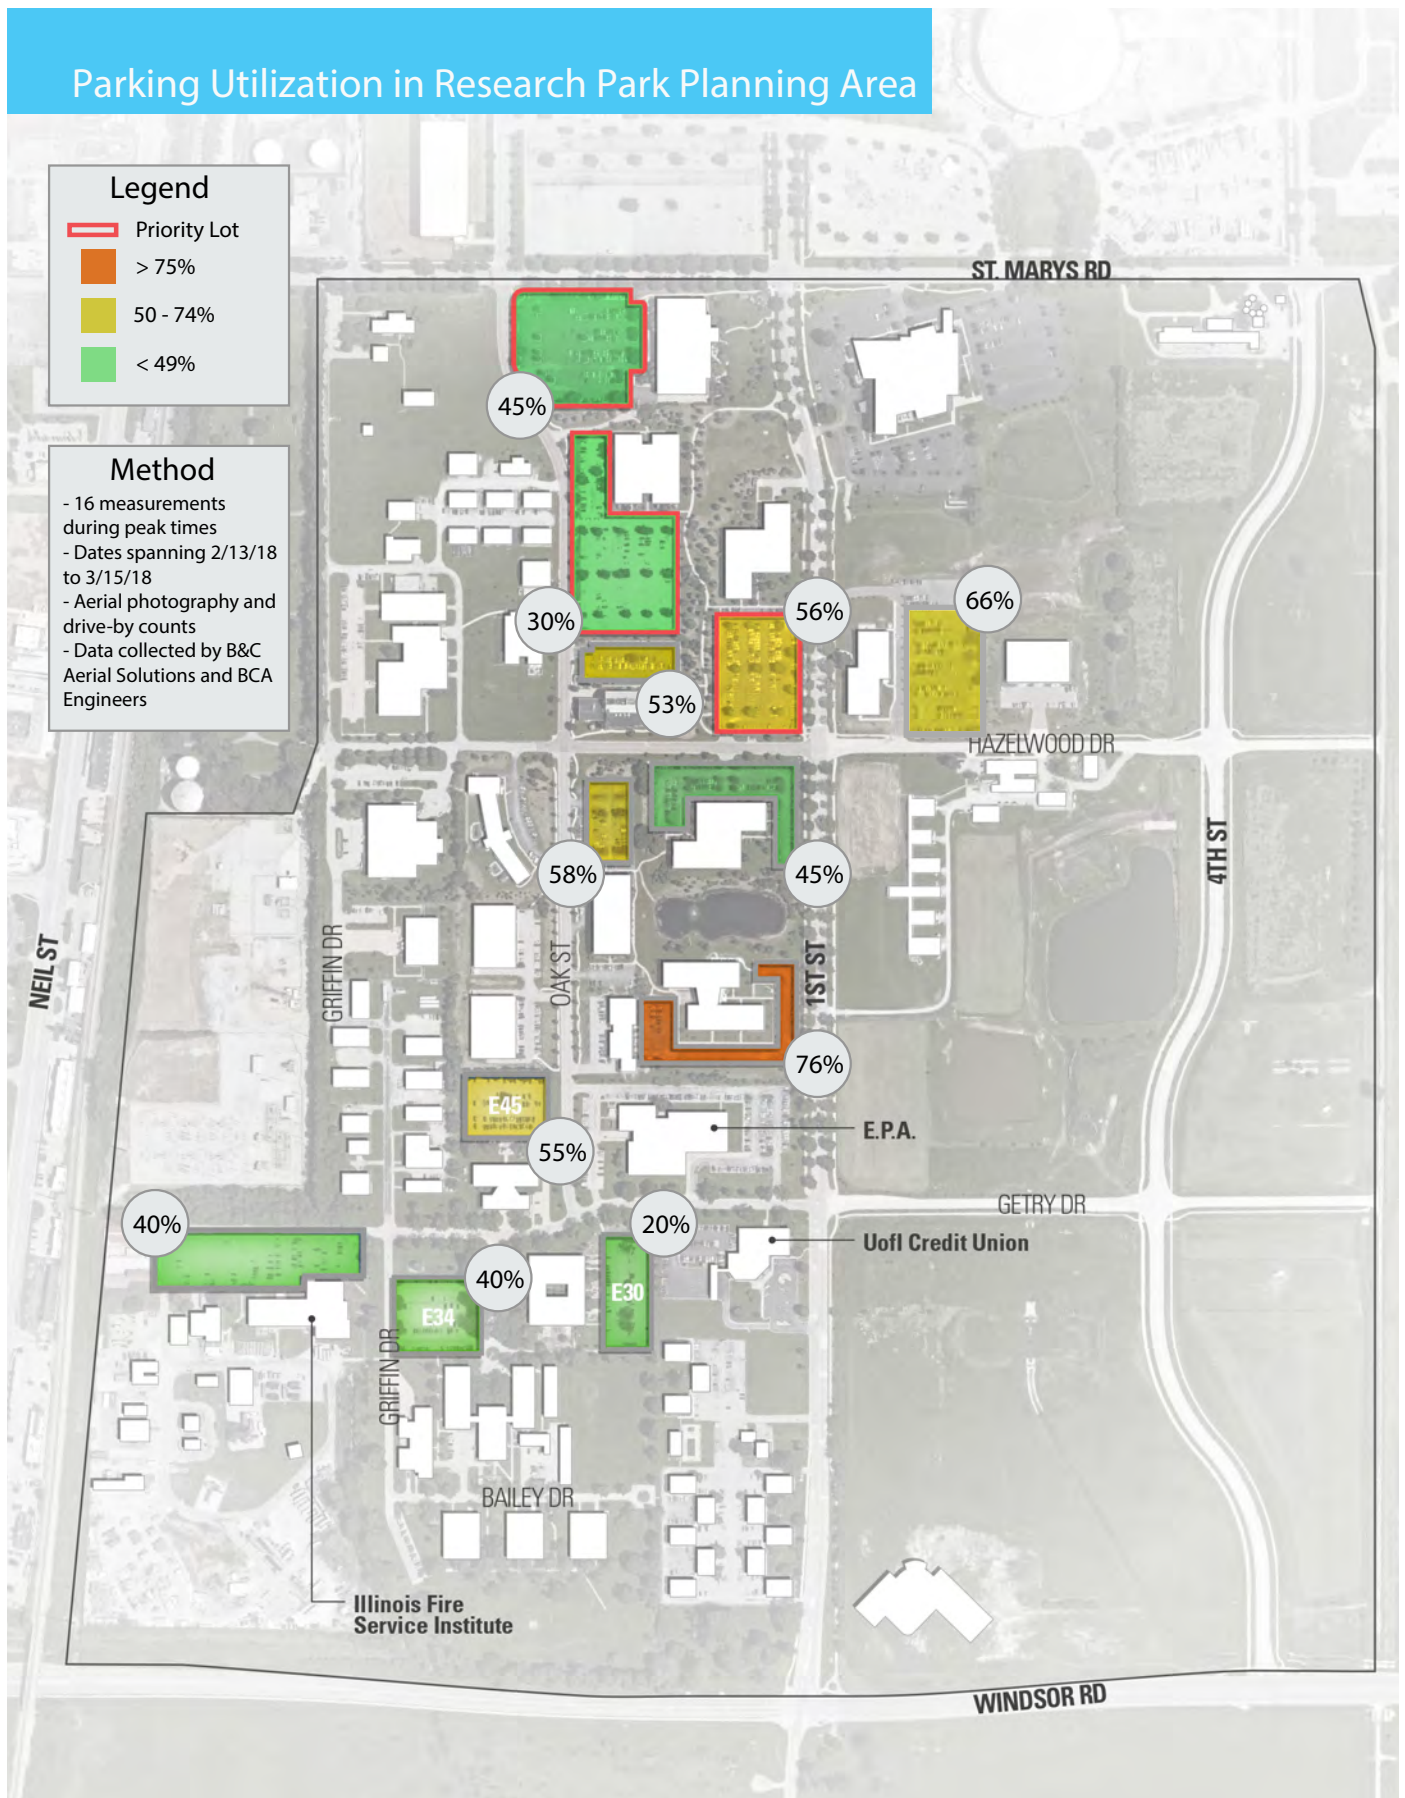 Parking Utilization in Research Park Planning Area
Legend
Priority Lot
> 75%
50 - 74%
< 49%
Method
- 16 measurements
during peak times
- Dates spanning 2/13/18
to 3/15/18
- Aerial photography and
drive-by counts
- Data collected by B&C
Aerial Solutions and BCA
Engineers
ST. MARYS RD
45%
30%
56%
66%
53%
HAZELWOOD DR
58%
45%
4TH ST
NEIL ST
GRIFFIN DR
OAK ST
1ST ST
76%
E45
55%
E.P.A.
GETRY DR
40%
20%
UofI Credit Union
40%
E30
E34
GRIFFIN DR
BAILEY DR
Illinois Fire
Service Institute
WINDSOR RD